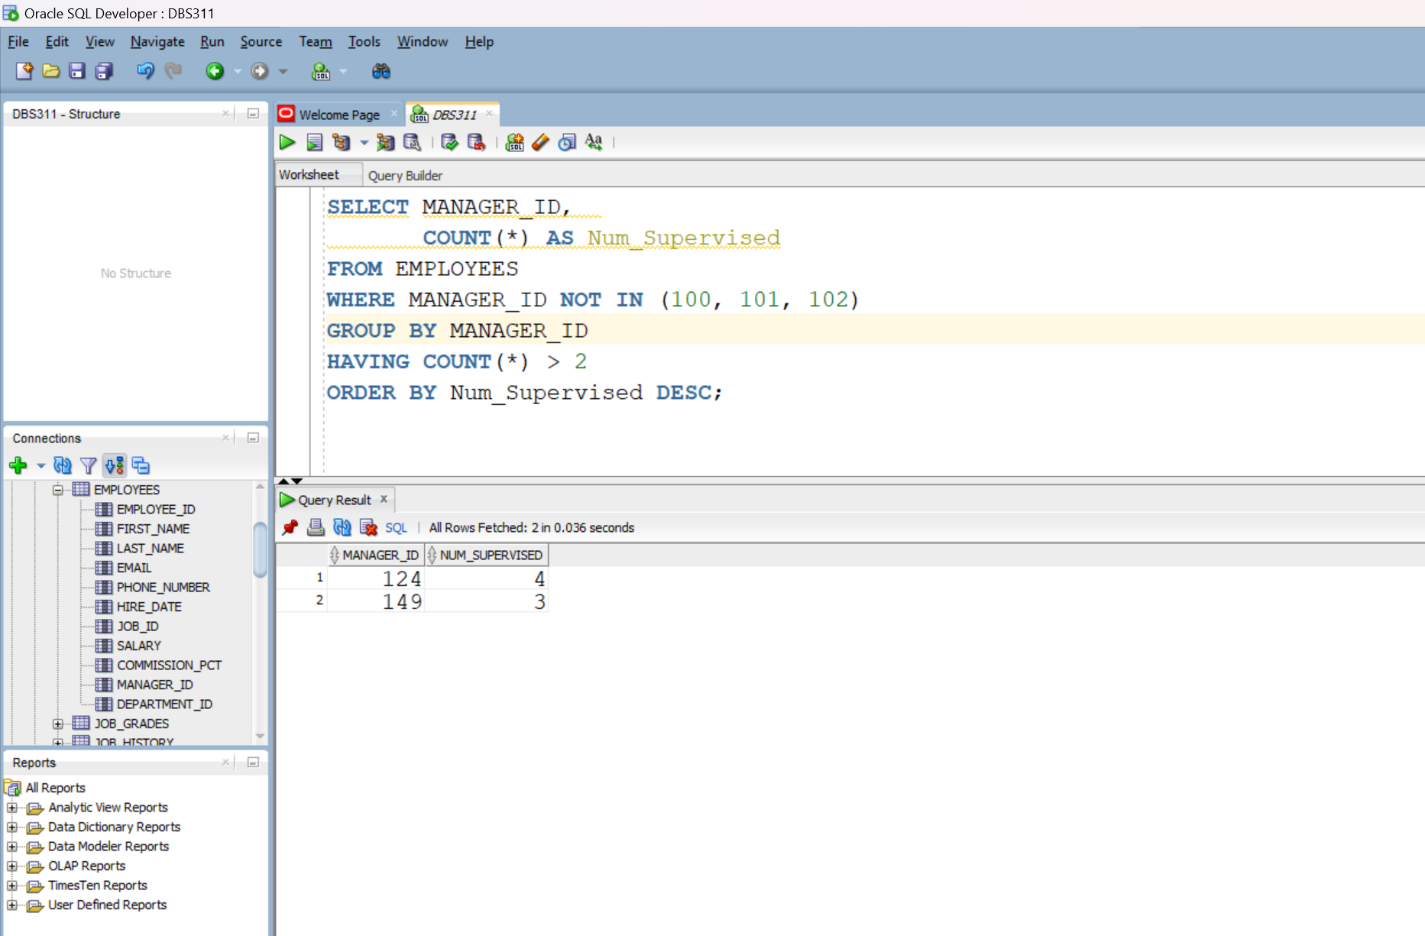 Oracle SQL Developer : DBS311
File Edit View Navigate Run Source Team Tools Window Help
DBS311 - Structure
No Structure
Welcome Page
DBS311
Worksheet Query Builder
SELECT MANAGER_ID,
COUNT(*) AS Num_Supervised
FROM EMPLOYEES
WHERE MANAGER_ID NOT IN (100, 101, 102)
GROUP BY MANAGER_ID
HAVING COUNT(*) > 2
ORDER BY Num_Supervised DESC;
Connections
EMPLOYEES
EMPLOYEE_ID
FIRST_NAME
LAST_NAME
EMAIL
PHONE_NUMBER
HIRE_DATE
JOB_ID
SALARY
COMMISSION_PCT
MANAGER_ID
DEPARTMENT_ID
JOB_GRADES
JOB_HISTORY
Query Result
SQL All Rows Fetched: 2 in 0.036 seconds
MANAGER_ID NUM_SUPERVISED
1 124 4
2 149 3
Reports
All Reports
Analytic View Reports
Data Dictionary Reports
Data Modeler Reports
OLAP Reports
TimesTen Reports
User Defined Reports